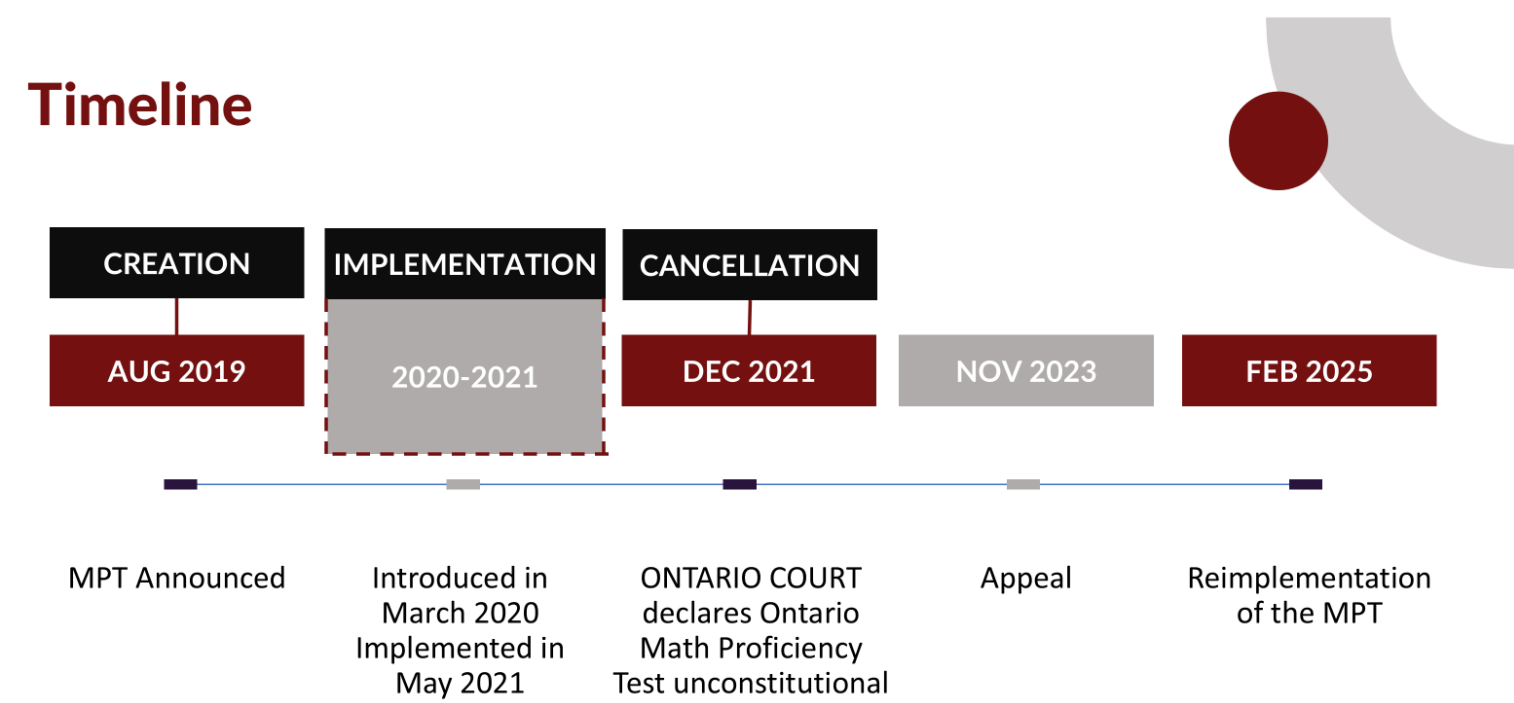 Timeline
CREATION
IMPLEMENTATION
CANCELLATION
AUG 2019
2020-2021
DEC 2021
NOV 2023
FEB 2025
MPT Announced
Introduced in
March 2020
Implemented in
May 2021
ONTARIO COURT
declares Ontario
Math Proficiency
Test unconstitutional
Appeal
Reimplementation
of the MPT